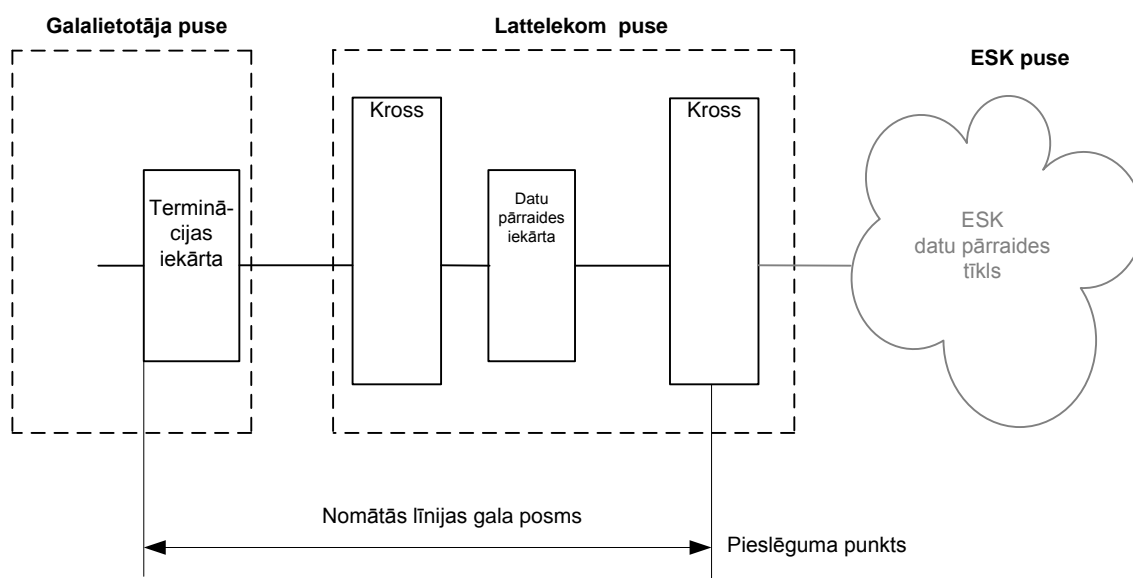 Galalietotāja puse
Lattelekom puse
ESK puse
Kross
Kross
Terminā-
cijas
iekārta
Datu
pārraides
iekārta
ESK
datu pārraides
tīkls
Nomātās līnijas gala posms
Pieslēguma punkts